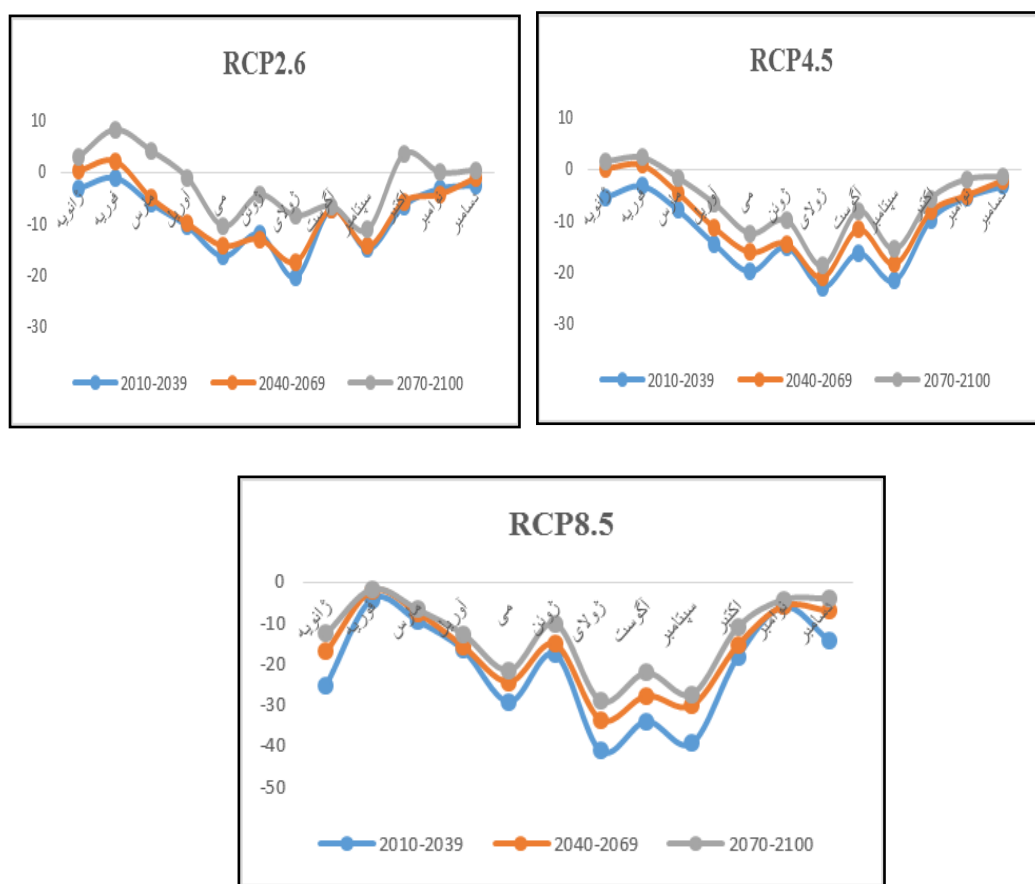 RCP2.6
10
0
-10
-20
-30
ژانویه
فوریه
مارس
آوریل
می
ژوئن
ژولای
آگوست
سپتامبر
اکتبر
نوامبر
دسامبر
2010-2039 2040-2069 2070-2100
RCP4.5
10
0
-10
-20
-30
ژانویه
فوریه
مارس
آوریل
می
ژوئن
ژولای
آگوست
سپتامبر
اکتبر
نوامبر
دسامبر
2010-2039 2040-2069 2070-2100
RCP8.5
0
-10
-20
-30
-40
-50
ژانویه
فوریه
مارس
آوریل
می
ژوئن
ژولای
آگوست
سپتامبر
اکتبر
نوامبر
دسامبر
2010-2039 2040-2069 2070-2100